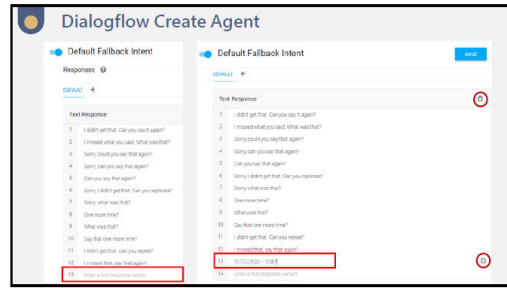 Dialogflow Create Agent
Default Fallback Intent
Responses
DEFAULT +
Text Response
1 I didn't get that. Can you say it again?
2 I missed what you said. What was that?
3 Sorry, could you say that again?
4 Sorry, can you say that again?
5 Can you say that again?
6 Sorry, I didn't get that. Can you rephrase?
7 Sorry, what was that?
8 One more time?
9 What was that?
10 Say that one more time?
11 I didn't get that. Can you repeat?
12 I missed that, say that again?
13 Enter a text response variant
Default Fallback Intent
SAVE
DEFAULT +
Text Response
1 I didn't get that. Can you say it again?
2 I missed what you said. What was that?
3 Sorry, could you say that again?
4 Sorry, can you say that again?
5 Can you say that again?
6 Sorry, I didn't get that. Can you rephrase?
7 Sorry, what was that?
8 One more time?
9 What was that?
10 Say that one more time?
11 I didn't get that. Can you repeat?
12 I missed that, say that again?
13 可以再
14 Enter a text response variant